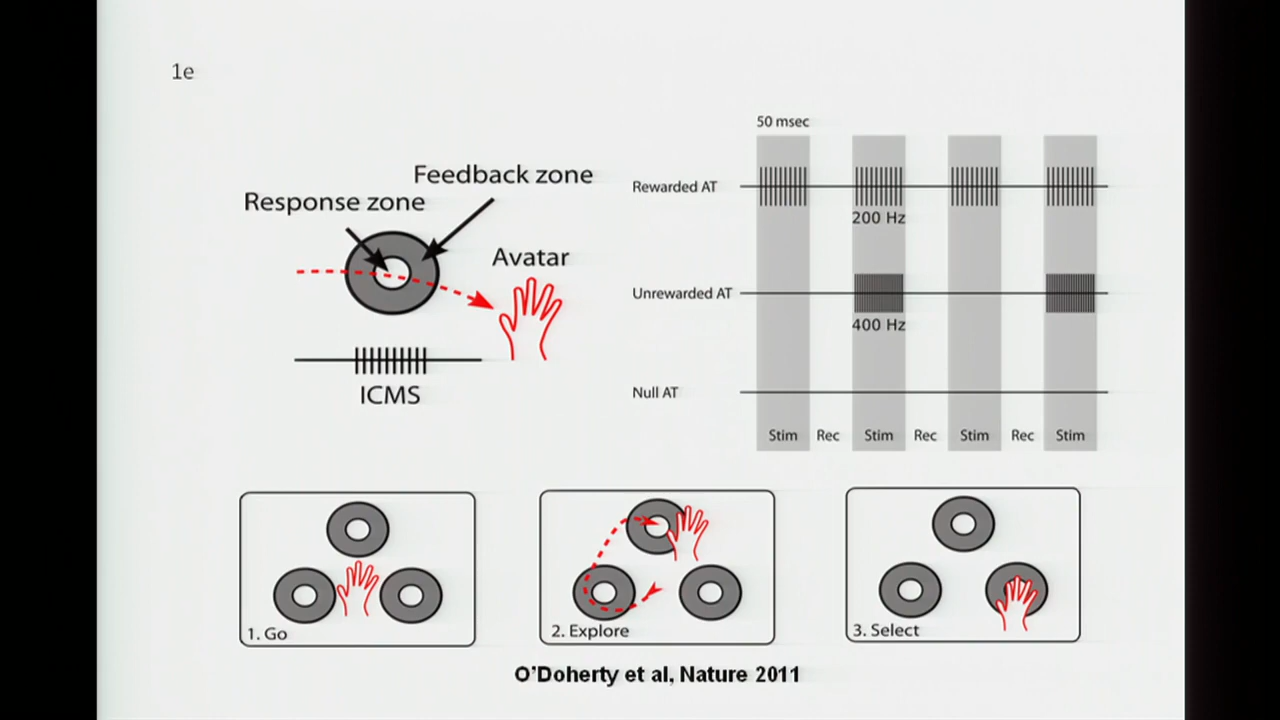 1e
50 msec
Feedback zone
Response zone
Avatar
ICMS
Rewarded AT
200 Hz
Unrewarded AT
400 Hz
Null AT
Stim Rec Stim Rec Stim Rec Stim
1. Go
2. Explore
3. Select
O'Doherty et al, Nature 2011